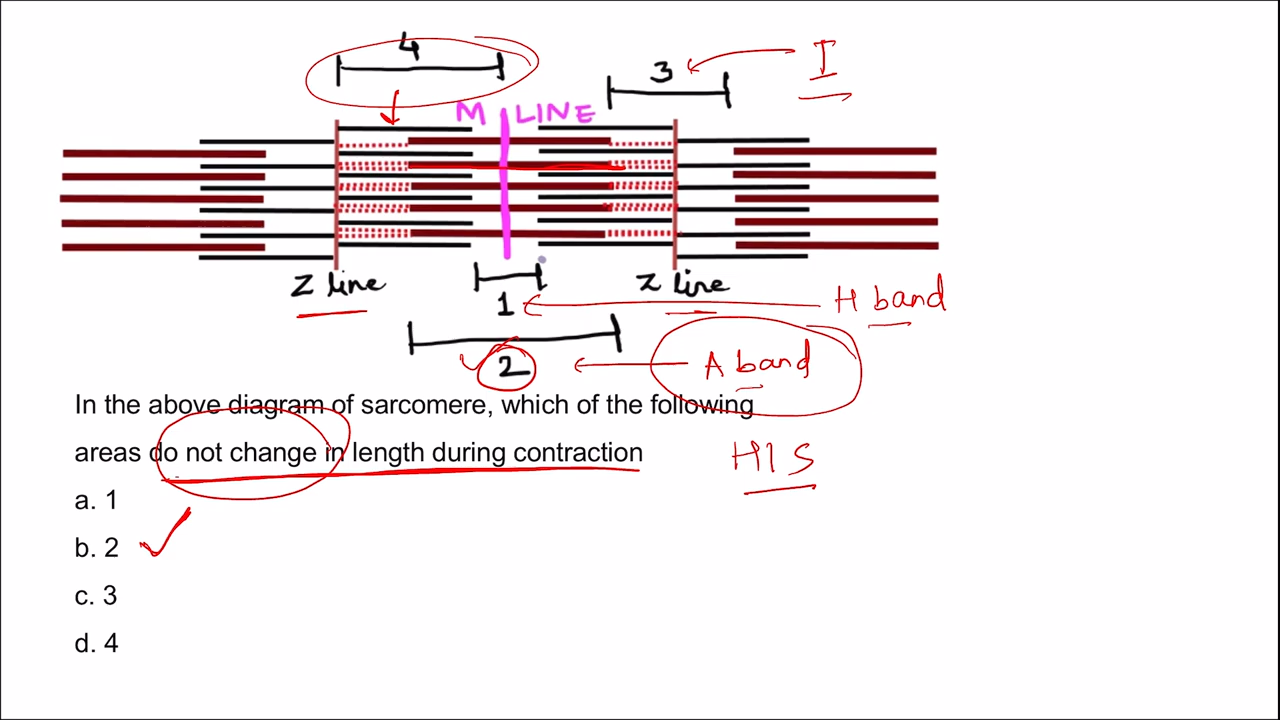 4
3
I
M LINE
Z line
Z line
1
H band
2
A band
In the above diagram of sarcomere, which of the following
areas do not change in length during contraction
HIS
a. 1
b. 2
c. 3
d. 4